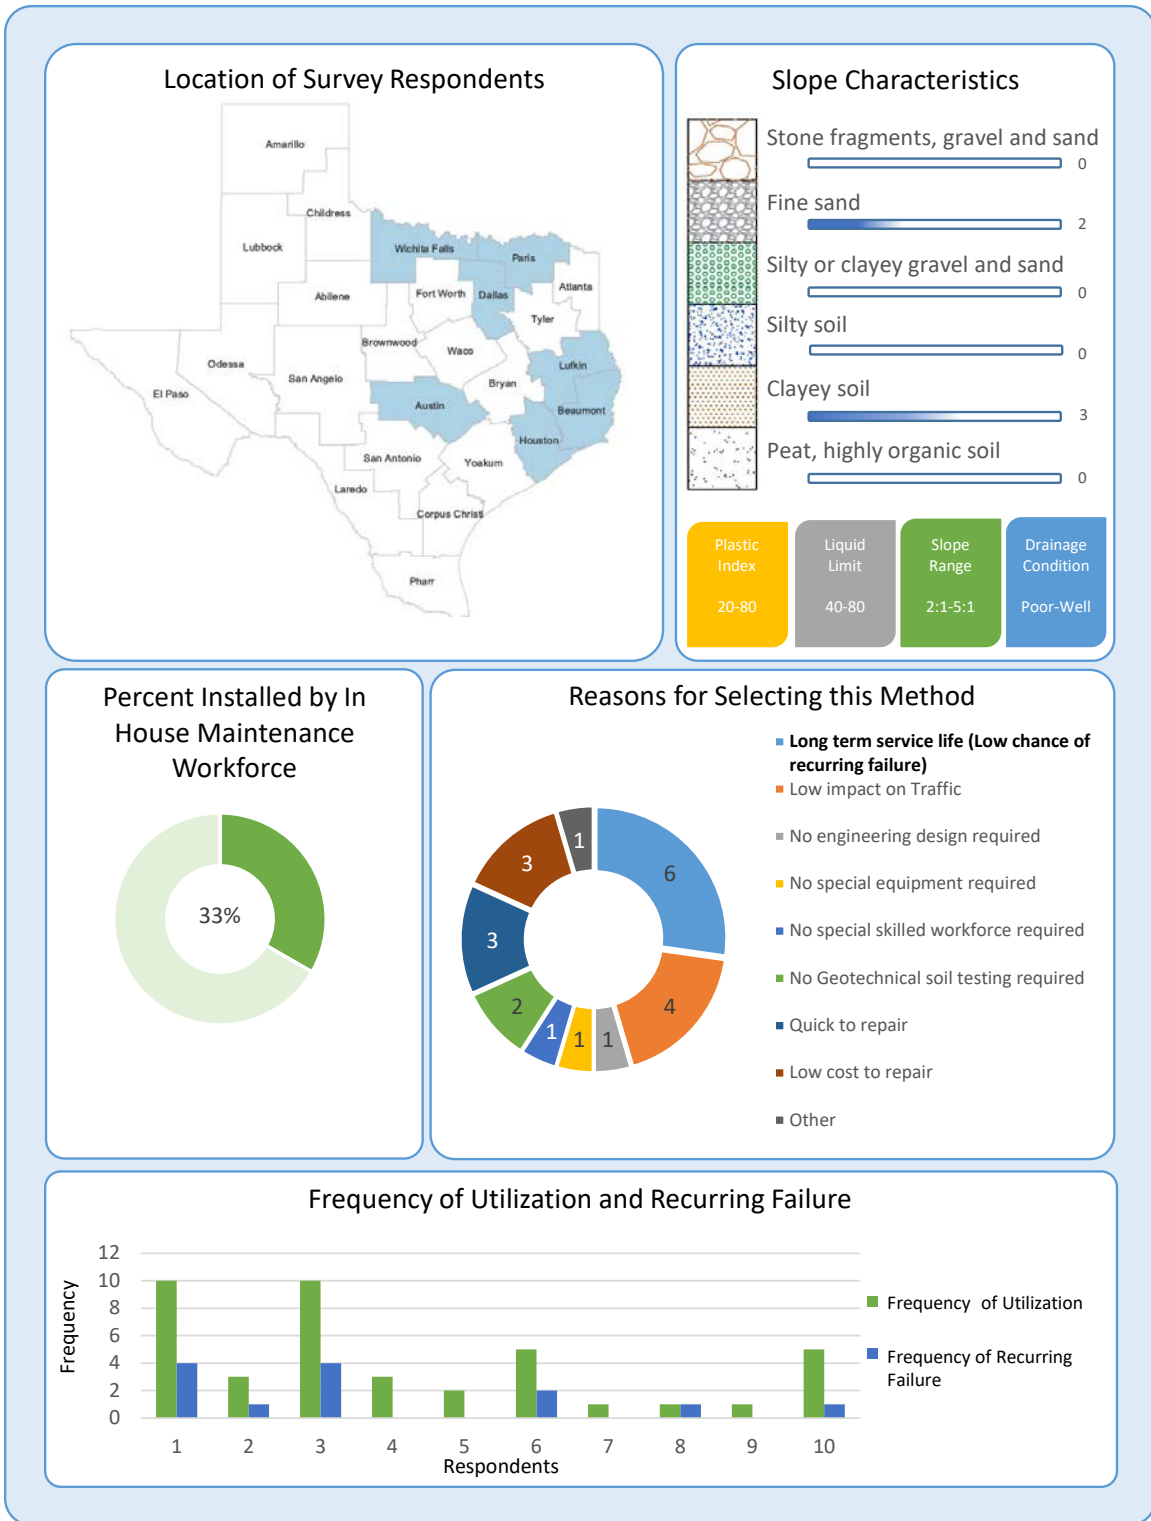 Location of Survey Respondents
Amarillo
Childress
Lubbock
Wichita Falls
Paris
Atlanta
Abilene
Fort Worth
Dallas
Tyler
Brownwood
Waco
Odessa
San Angelo
Lufkin
El Paso
Bryan
Austin
Beaumont
Houston
San Antonio
Yoakum
Laredo
Corpus Christi
Pharr
Slope Characteristics
Stone fragments, gravel and sand
0
Fine sand
2
Silty or clayey gravel and sand
0
Silty soil
0
Clayey soil
3
Peat, highly organic soil
0
Plastic
Index
20-80
Liquid
Limit
40-80
Slope
Range
2:1-5:1
Drainage
Condition
Poor-Well
Percent Installed by In
House Maintenance
Workforce
33%
Reasons for Selecting this Method
6
4
1
1
1
2
3
3
1
Long term service life (Low chance of
recurring failure)
Low impact on Traffic
No engineering design required
No special equipment required
No special skilled workforce required
No Geotechnical soil testing required
Quick to repair
Low cost to repair
Other
Frequency of Utilization and Recurring Failure
Frequency
12
10
8
6
4
2
0
1 2 3 4 5 6 7 8 9 10
Respondents
Frequency of Utilization
Frequency of Recurring
Failure